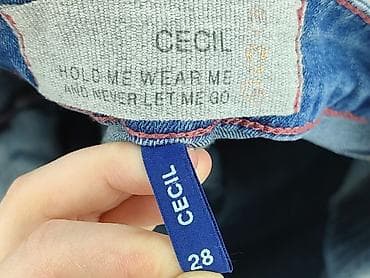 CECIL
HOLD ME WEAR ME
AND NEVER LET ME GO
CECIL
28